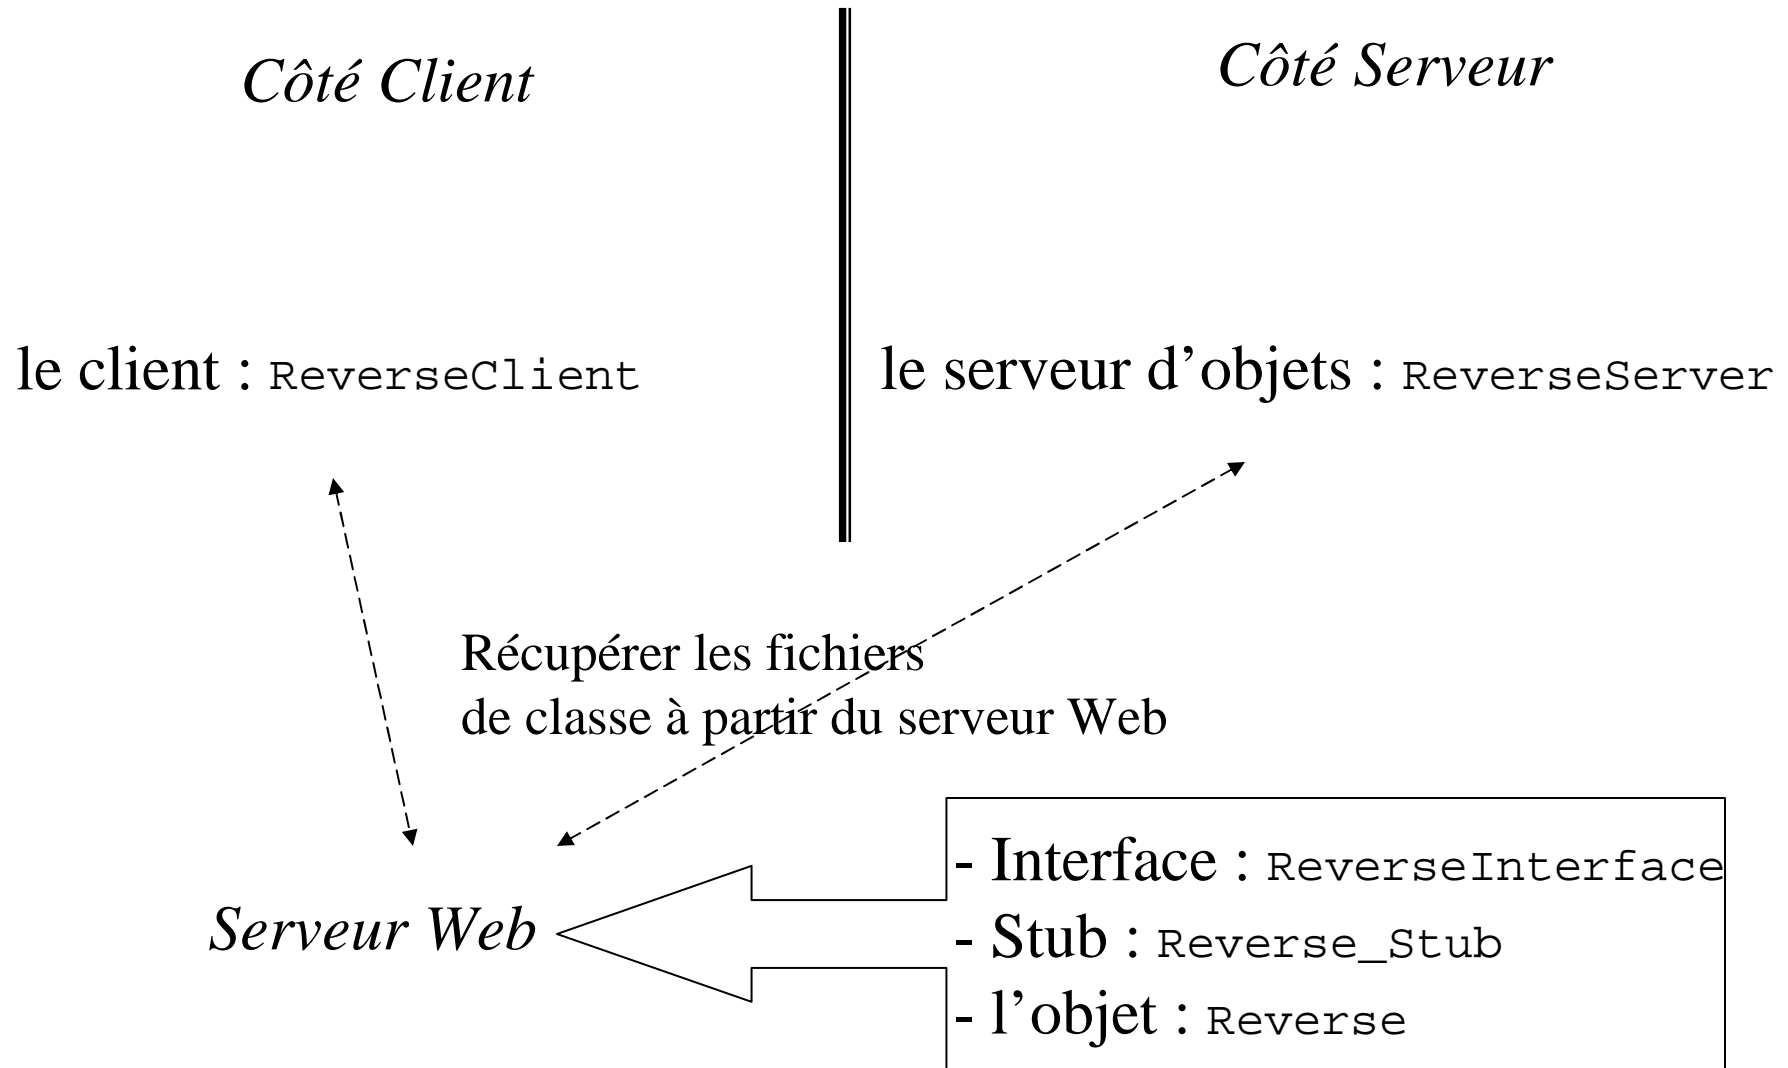 Côté Client
Côté Serveur
le client : ReverseClient
le serveur d’objets : ReverseServer
Récupérer les fichiers
de classe à partir du serveur Web
Serveur Web
- Interface : ReverseInterface
- Stub : Reverse_Stub
- l’objet : Reverse